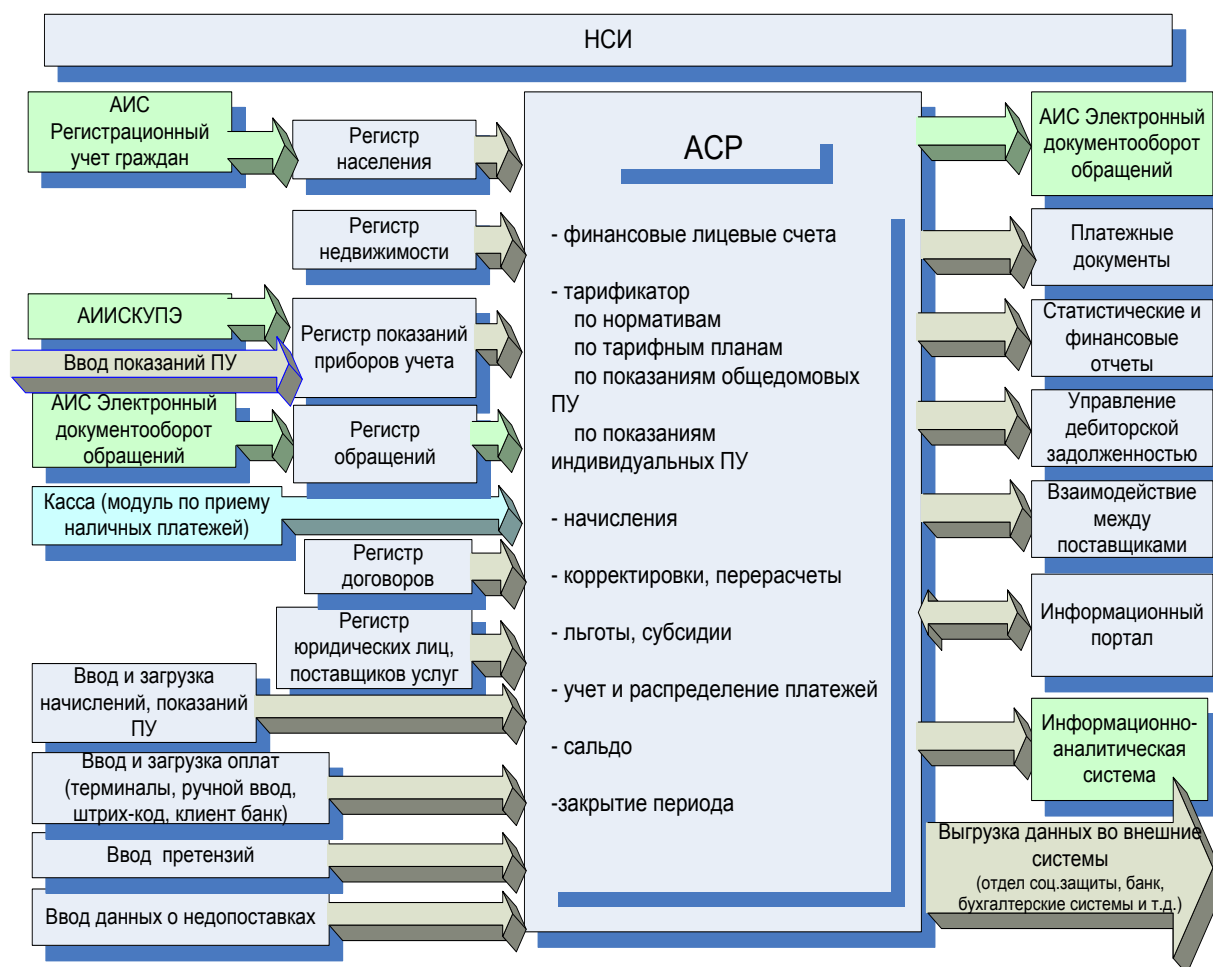 НСИ
АИС
Регистрационный
учет граждан
Регистр
населения
Регистр
недвижимости
АИИСКУПЭ
Ввод показаний ПУ
Регистр показаний
приборов учета
АИС Электронный
документооборот
обращений
Регистр
обращений
Касса (модуль по приему
наличных платежей)
Регистр
договоров
Регистр
юридических лиц,
поставщиков услуг
Ввод и загрузка
начислений, показаний
ПУ
Ввод и загрузка оплат
(терминалы, ручной ввод,
штрих-код, клиент банк)
Ввод претензий
Ввод данных о недопоставках
АСР
- финансовые лицевые счета
- тарификатор
по нормативам
по тарифным планам
по показаниям общедомовых
ПУ
по показаниям
индивидуальных ПУ
- начисления
- корректировки, перерасчеты
- льготы, субсидии
- учет и распределение платежей
- сальдо
-закрытие периода
АИС Электронный
документооборот
обращений
Платежные
документы
Статистические и
финансовые
отчеты
Управление
дебиторской
задолженностью
Взаимодействие
между
поставщиками
Информационный
портал
Информационно-
аналитическая
система
Выгрузка данных во внешние
системы
(отдел соц.защиты, банк,
бухгалтерские системы и т.д.)